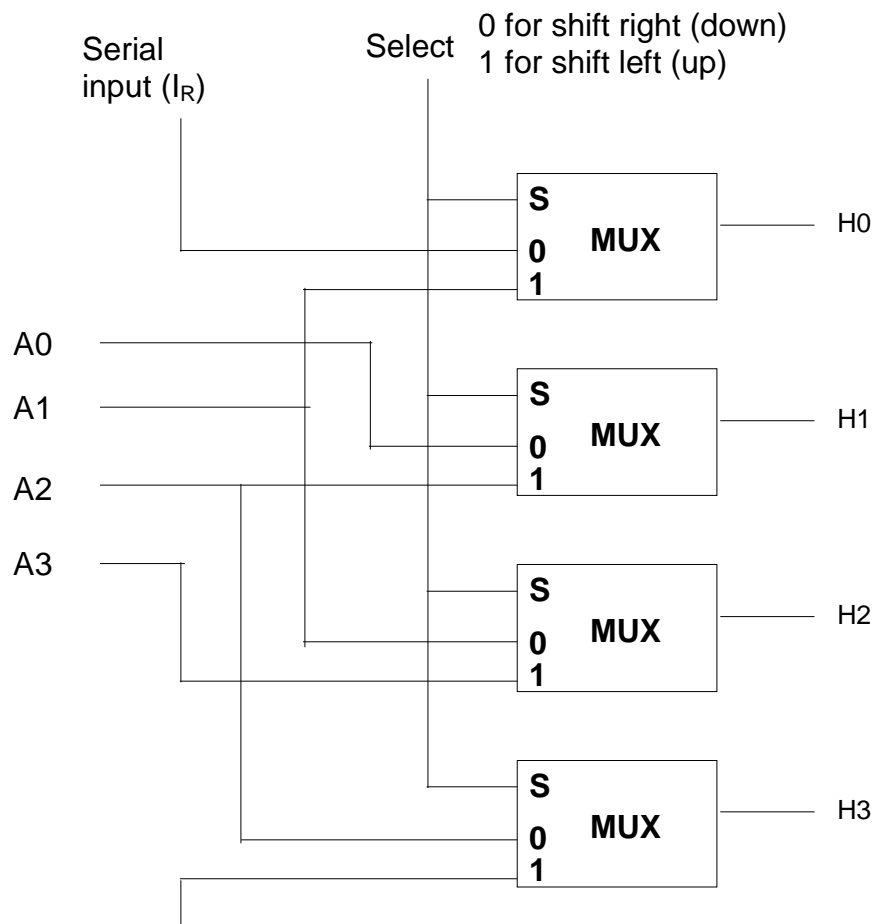 Serial
input (IR)
Select
0 for shift right (down)
1 for shift left (up)
S
MUX
0
1
H0
A0
A1
A2
A3
S
MUX
0
1
H1
S
MUX
0
1
H2
S
MUX
0
1
H3